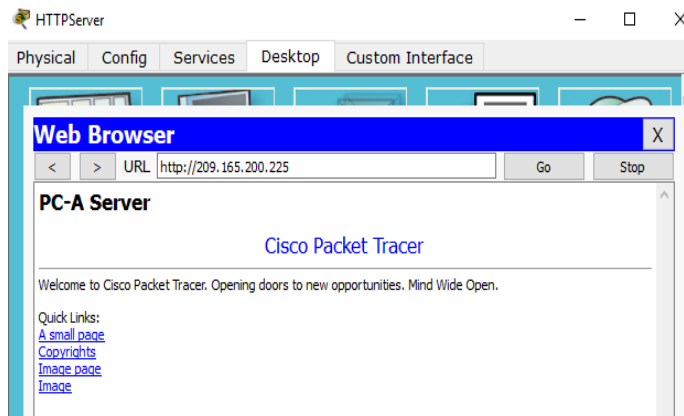 HTTPServer
Physical Config Services Desktop Custom Interface
Web Browser X
< > URL http://209.165.200.225 Go Stop
PC-A Server
Cisco Packet Tracer
Welcome to Cisco Packet Tracer. Opening doors to new opportunities. Mind Wide Open.
Quick Links:
A small page
Copyrights
Image page
Image